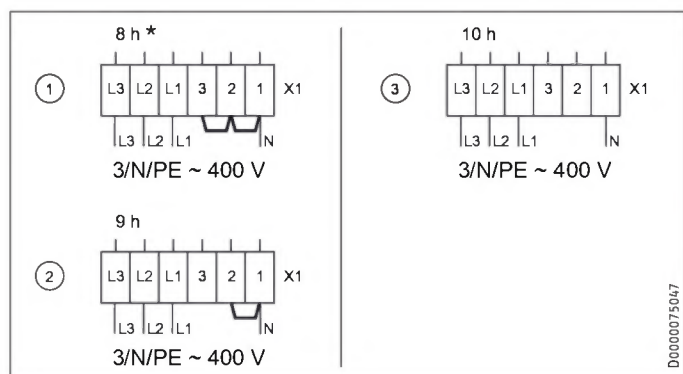 8 h *
1
L3 L2 L1 3 2 1 X1
L3 L2 L1 N
3/N/PE ~ 400 V
9 h
2
L3 L2 L1 3 2 1 X1
L3 L2 L1 N
3/N/PE ~ 400 V
10 h
3
L3 L2 L1 3 2 1 X1
L3 L2 L1 N
3/N/PE ~ 400 V
D0000075047